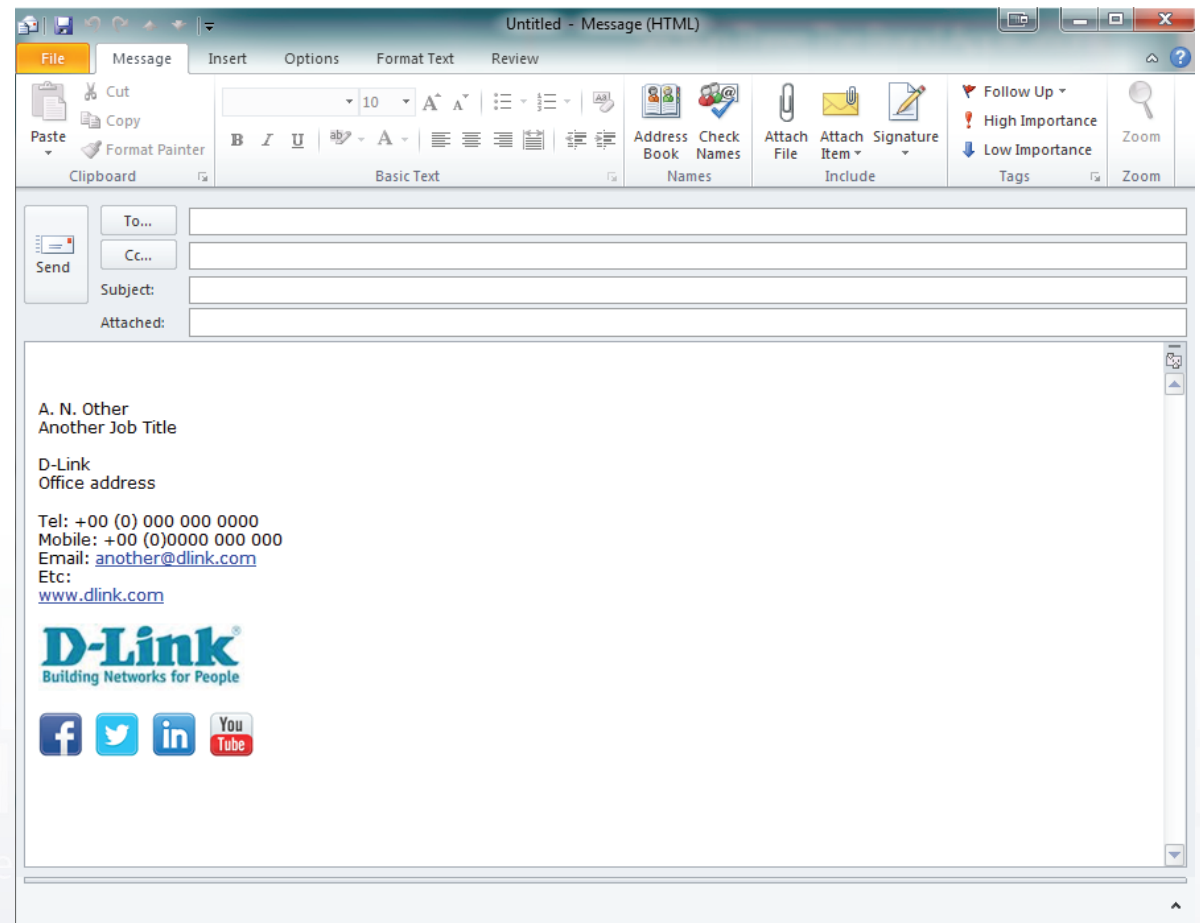 Untitled - Message (HTML)
File Message Insert Options Format Text Review
Paste
Cut
Copy
Format Painter
Clipboard
10
B I U
Basic Text
Address Book
Check Names
Names
Attach File
Attach Item
Signature
Include
Follow Up
High Importance
Low Importance
Tags
Zoom
Zoom
Send
To...
Cc...
Subject:
Attached:
A. N. Other
Another Job Title
D-Link
Office address
Tel: +00 (0) 000 000 0000
Mobile: +00 (0)0000 000 000
Email: another@dlink.com
Etc:
www.dlink.com
D-Link®
Building Networks for People
f in You Tube